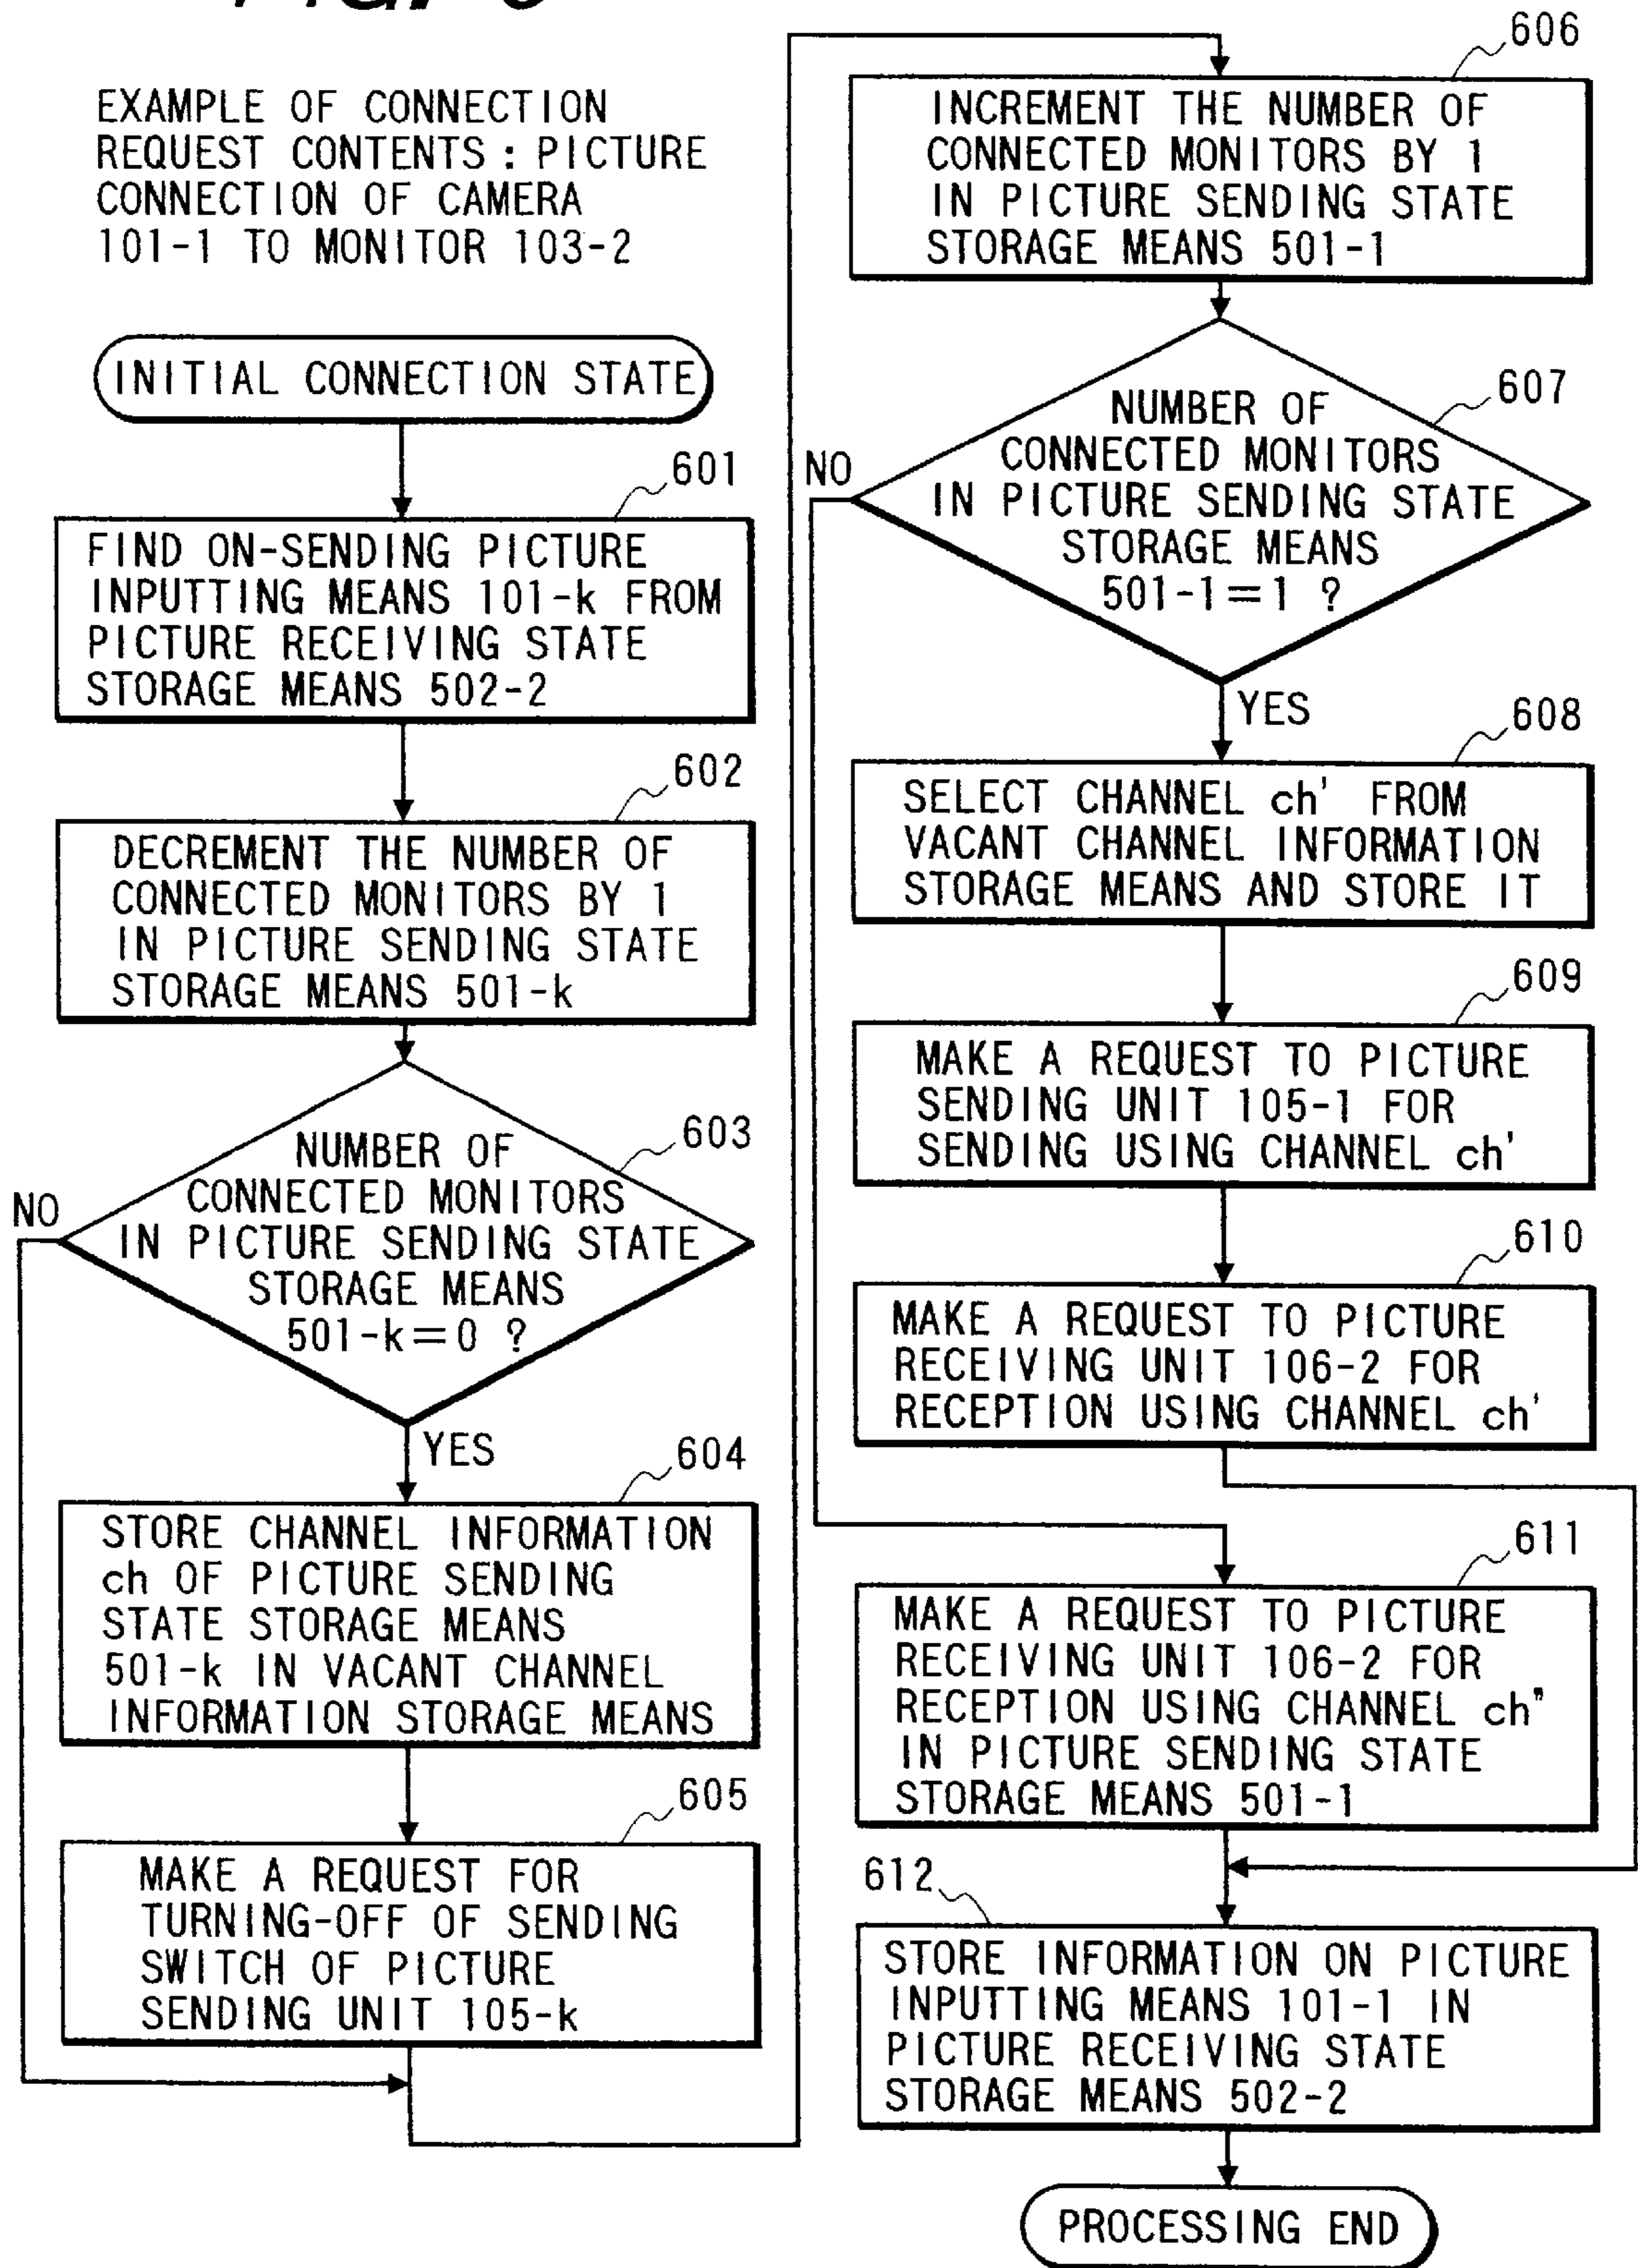 FIG. 6
EXAMPLE OF CONNECTION
REQUEST CONTENTS : PICTURE
CONNECTION OF CAMERA
101-1 TO MONITOR 103-2
INITIAL CONNECTION STATE
601
FIND ON-SENDING PICTURE
INPUTTING MEANS 101-k FROM
PICTURE RECEIVING STATE
STORAGE MEANS 502-2
602
DECREMENT THE NUMBER OF
CONNECTED MONITORS BY 1
IN PICTURE SENDING STATE
STORAGE MEANS 501-k
603
NUMBER OF
CONNECTED MONITORS
IN PICTURE SENDING STATE
STORAGE MEANS
501-k=0 ?
NO
YES
604
STORE CHANNEL INFORMATION
ch OF PICTURE SENDING
STATE STORAGE MEANS
501-k IN VACANT CHANNEL
INFORMATION STORAGE MEANS
605
MAKE A REQUEST FOR
TURNING-OFF OF SENDING
SWITCH OF PICTURE
SENDING UNIT 105-k
606
INCREMENT THE NUMBER OF
CONNECTED MONITORS BY 1
IN PICTURE SENDING STATE
STORAGE MEANS 501-1
607
NUMBER OF
CONNECTED MONITORS
IN PICTURE SENDING STATE
STORAGE MEANS
501-1=1 ?
NO
YES
608
SELECT CHANNEL ch' FROM
VACANT CHANNEL INFORMATION
STORAGE MEANS AND STORE IT
609
MAKE A REQUEST TO PICTURE
SENDING UNIT 105-1 FOR
SENDING USING CHANNEL ch'
610
MAKE A REQUEST TO PICTURE
RECEIVING UNIT 106-2 FOR
RECEPTION USING CHANNEL ch'
611
MAKE A REQUEST TO PICTURE
RECEIVING UNIT 106-2 FOR
RECEPTION USING CHANNEL ch"
IN PICTURE SENDING STATE
STORAGE MEANS 501-1
612
STORE INFORMATION ON PICTURE
INPUTTING MEANS 101-1 IN
PICTURE RECEIVING STATE
STORAGE MEANS 502-2
PROCESSING END